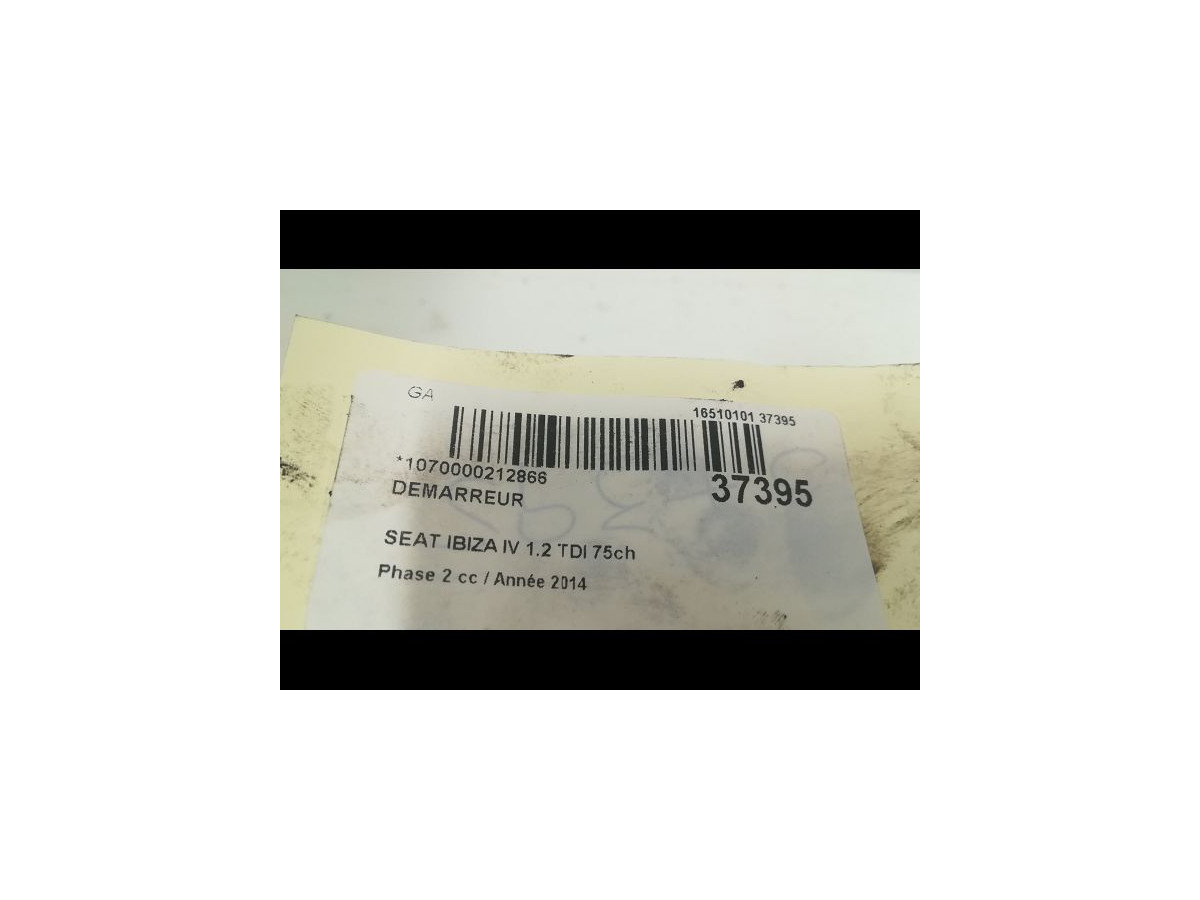 GA
16510101 37395
*1070000212866
37395
DEMARREUR
SEAT IBIZA IV 1.2 TDI 75ch
Phase 2 cc / Année 2014